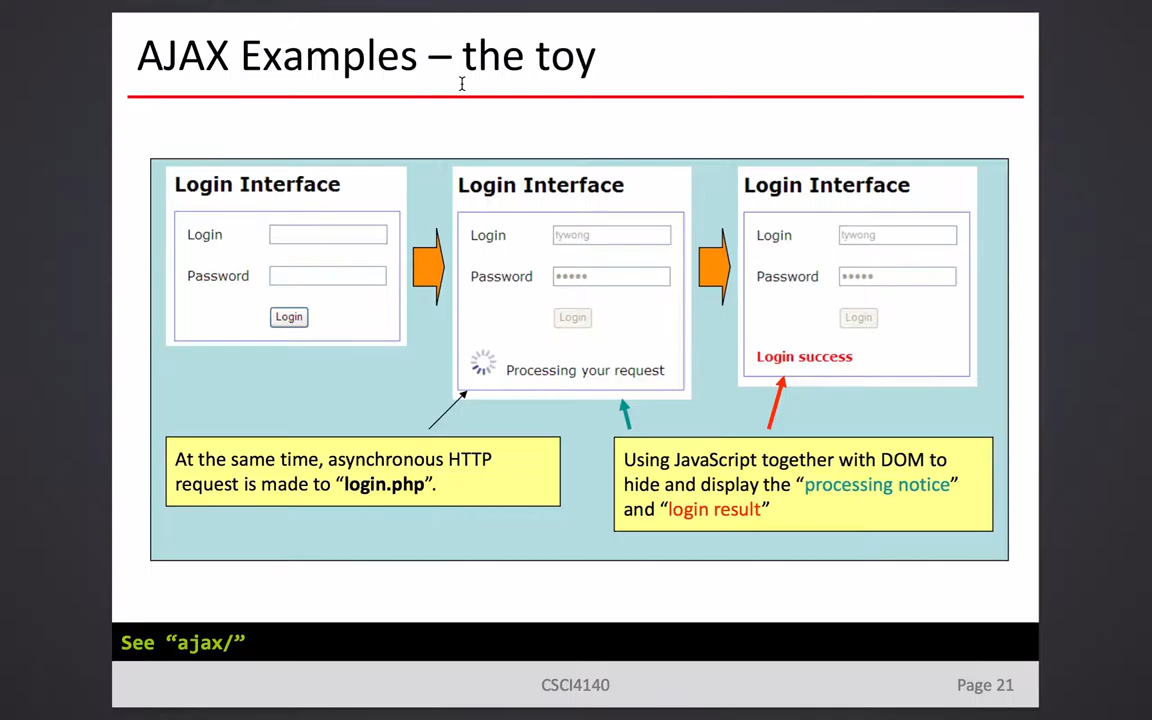 AJAX Examples – the toy
Login Interface
Login
Password
Login
Login Interface
Login tywong
Password •••••
Login
Processing your request
Login Interface
Login tywong
Password •••••
Login
Login success
At the same time, asynchronous HTTP
request is made to “login.php”.
Using JavaScript together with DOM to
hide and display the “processing notice”
and “login result”
See “ajax/”
CSCI4140
Page 21